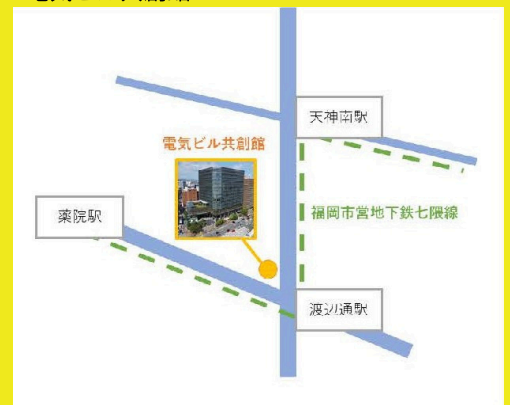 天神南駅
電気ビル共創館
薬院駅
福岡市営地下鉄七隈線
渡辺通駅